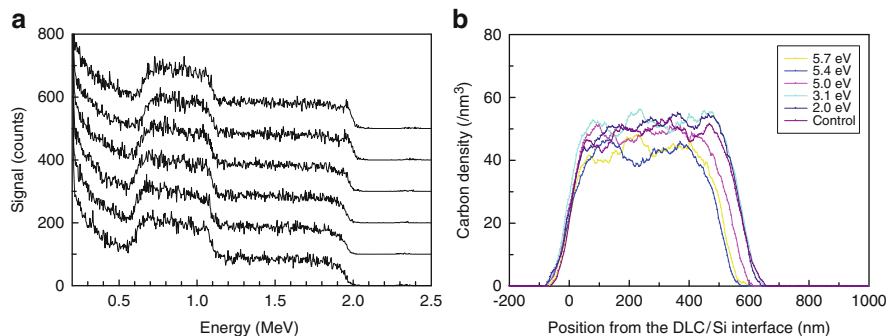 a
800
600
400
200
0
Signal (counts)
0.5
1.0
1.5
2.0
2.5
Energy (MeV)
b
80
60
40
20
0
Carbon density (/nm³)
5.7 eV
5.4 eV
5.0 eV
3.1 eV
2.0 eV
Control
-200
0
200
400
600
800
1000
Position from the DLC/Si interface (nm)